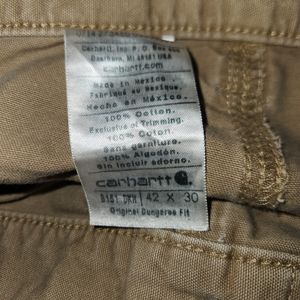 Carhartt, Inc. P.O. Box
Dearborn, MI 48121 USA
carhartt.com
Made in Mexico
Fabriqué au Mexique.
Hecho en México.
100% Cotton.
Exclusive of Trimming.
100% Coton.
Sans garniture.
100% Algodón.
Sin incluir adorno.
carhartt
B151 DKH 42 X 30
Original Dungaree Fit